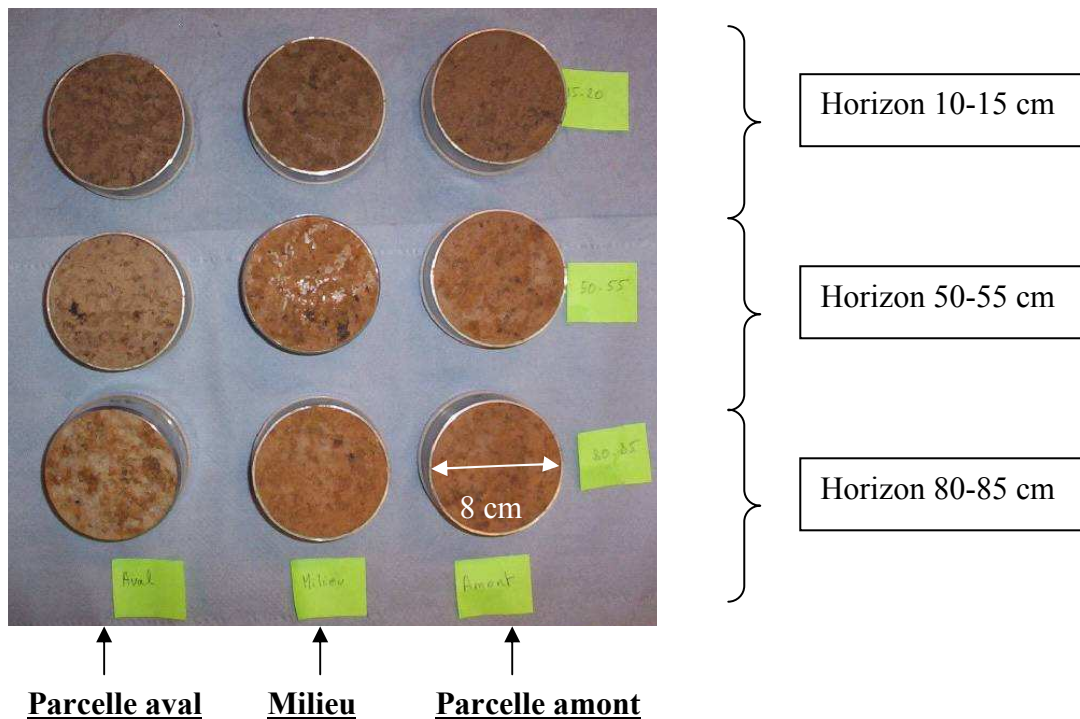 15-20
Horizon 10-15 cm
50-55
Horizon 50-55 cm
80-85
Horizon 80-85 cm
8 cm
Aval
Milieu
Amont
Parcelle aval
Milieu
Parcelle amont